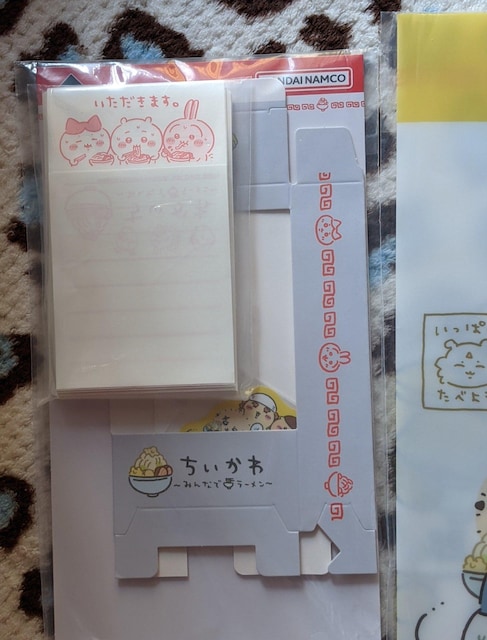 いただきます。
BANDAI NAMCO
いっぱ
たべよ
ちいかわ
〜みんなでラーメン〜